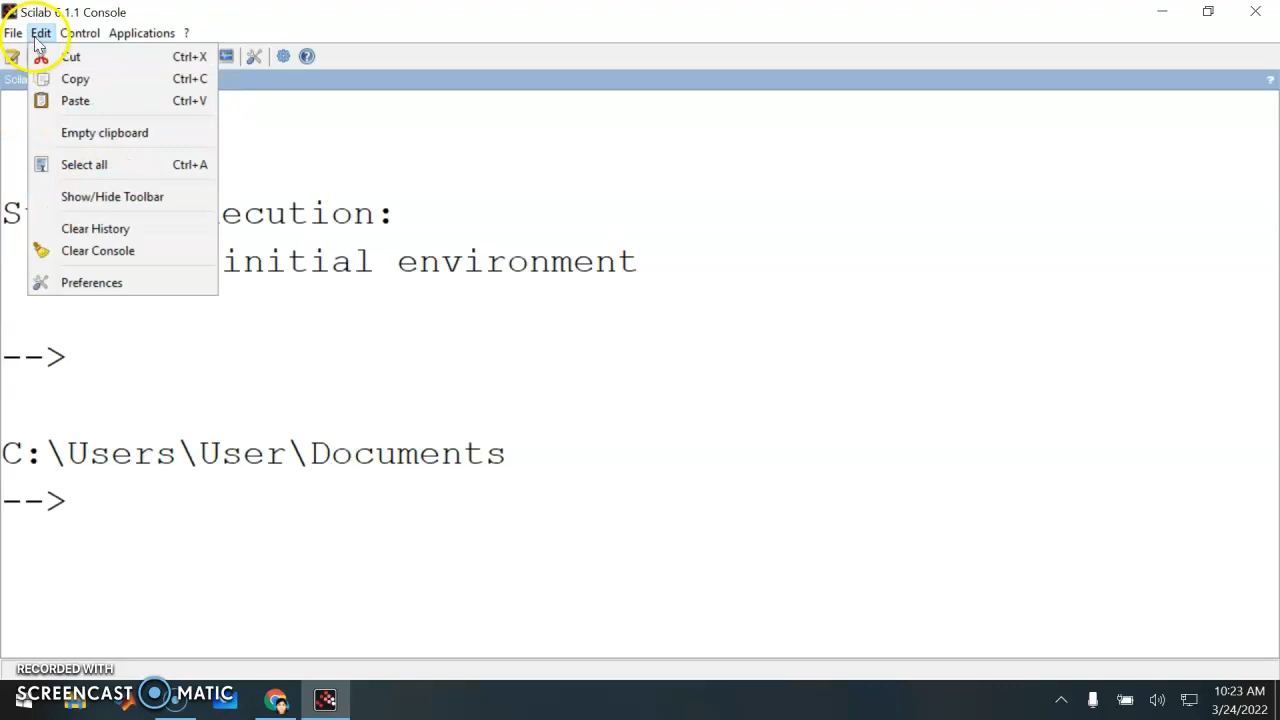 Scilab 6.1.1 Console
File Edit Control Applications ?
Cut Ctrl+X
Copy Ctrl+C
Paste Ctrl+V
Empty clipboard
Select all Ctrl+A
Show/Hide Toolbar
ecution:
Clear History
Clear Console
initial environment
Preferences
-->
C:\Users\User\Documents
-->
RECORDED WITH
SCREENCAST MATIC
10:23 AM
3/24/2022